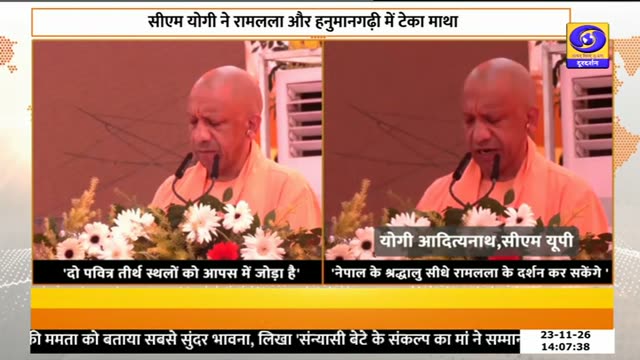 सीएम योगी ने रामलला और हनुमानगढ़ी में टेका माथा
दूरदर्शन
योगी आदित्यनाथ,सीएम यूपी
'दो पवित्र तीर्थ स्थलों को आपस में जोड़ा है'
'नेपाल के श्रद्धालु सीधे रामलला के दर्शन कर सकेंगे '
की ममता को बताया सबसे सुंदर भावना, लिखा 'संन्यासी बेटे के संकल्प का मां ने सम्मान
23-11-26
14:07:38